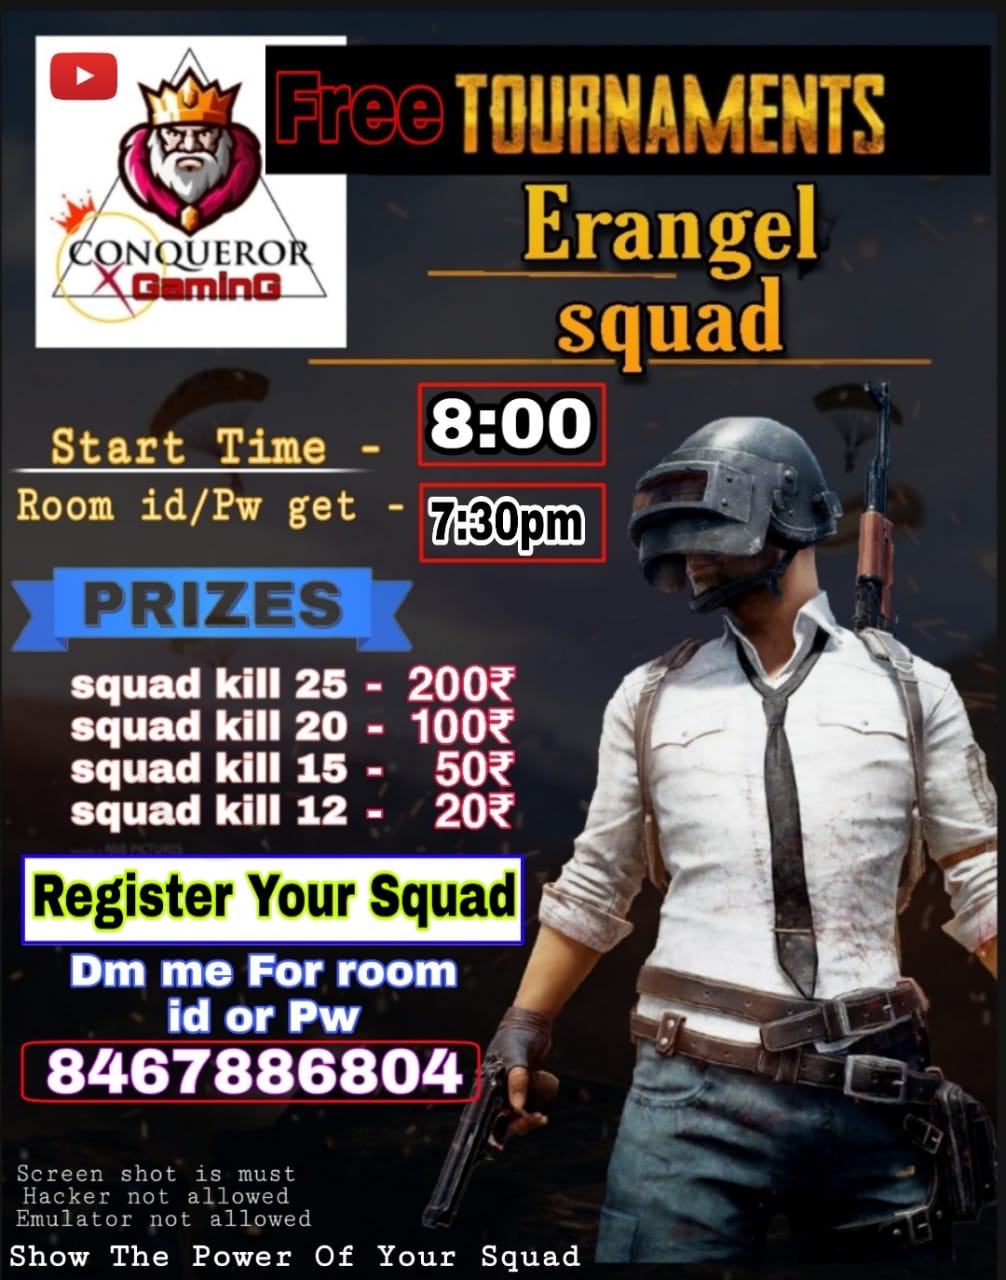 Free TOURNAMENTS
CONQUEROR
X GaminG
Erangel
squad
Start Time - 8:00
Room id/Pw get - 7:30pm
PRIZES
squad kill 25 - 200₹
squad kill 20 - 100₹
squad kill 15 - 50₹
squad kill 12 - 20₹
NSB PICTURES
Register Your Squad
Dm me For room
id or Pw
8467886804
Screen shot is must
Hacker not allowed
Emulator not allowed
Show The Power Of Your Squad